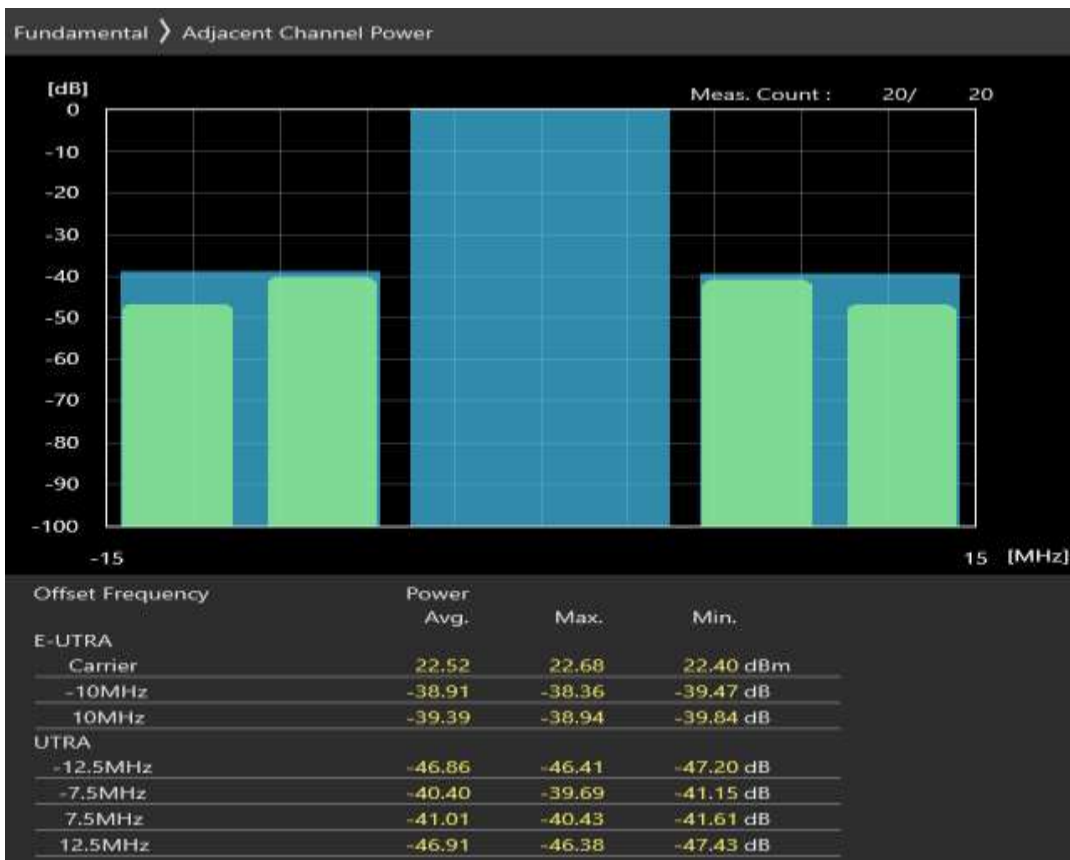 Fundamental ❯ Adjacent Channel Power
[dB]
Meas. Count : 20/ 20
0
-10
-20
-30
-40
-50
-60
-70
-80
-90
-100
-15 15 [MHz]
Offset Frequency Power
Avg. Max. Min.
E-UTRA
Carrier 22.52 22.68 22.40 dBm
-10MHz -38.91 -38.36 -39.47 dB
10MHz -39.39 -38.94 -39.84 dB
UTRA
-12.5MHz -46.86 -46.41 -47.20 dB
-7.5MHz -40.40 -39.69 -41.15 dB
7.5MHz -41.01 -40.43 -41.61 dB
12.5MHz -46.91 -46.38 -47.43 dB